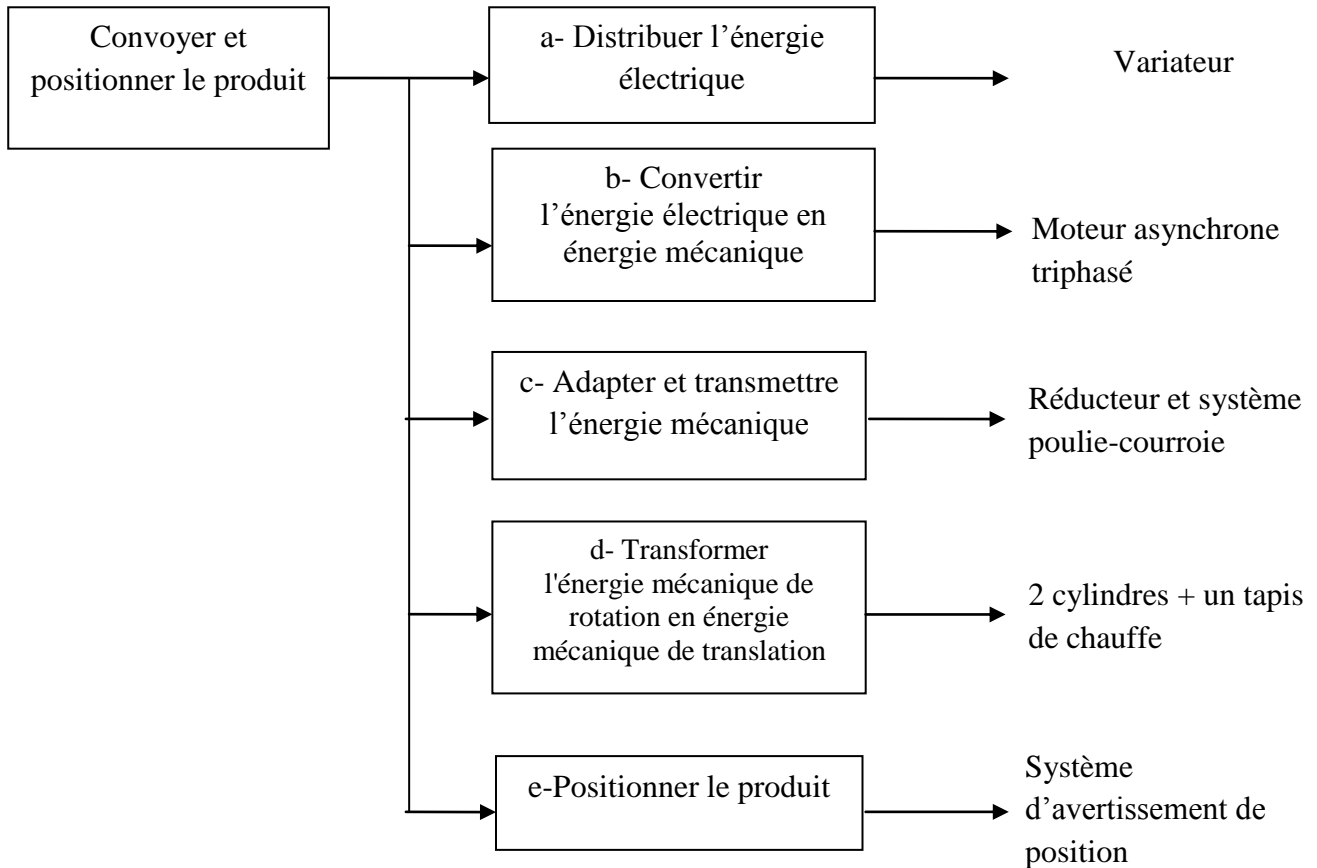 Convoyer et
positionner le produit
a- Distribuer l’énergie
électrique
Variateur
b- Convertir
l’énergie électrique en
énergie mécanique
Moteur asynchrone
triphasé
c- Adapter et transmettre
l’énergie mécanique
Réducteur et système
poulie-courroie
d- Transformer
l'énergie mécanique de
rotation en énergie
mécanique de translation
2 cylindres + un tapis
de chauffe
e-Positionner le produit
Système
d’avertissement de
position